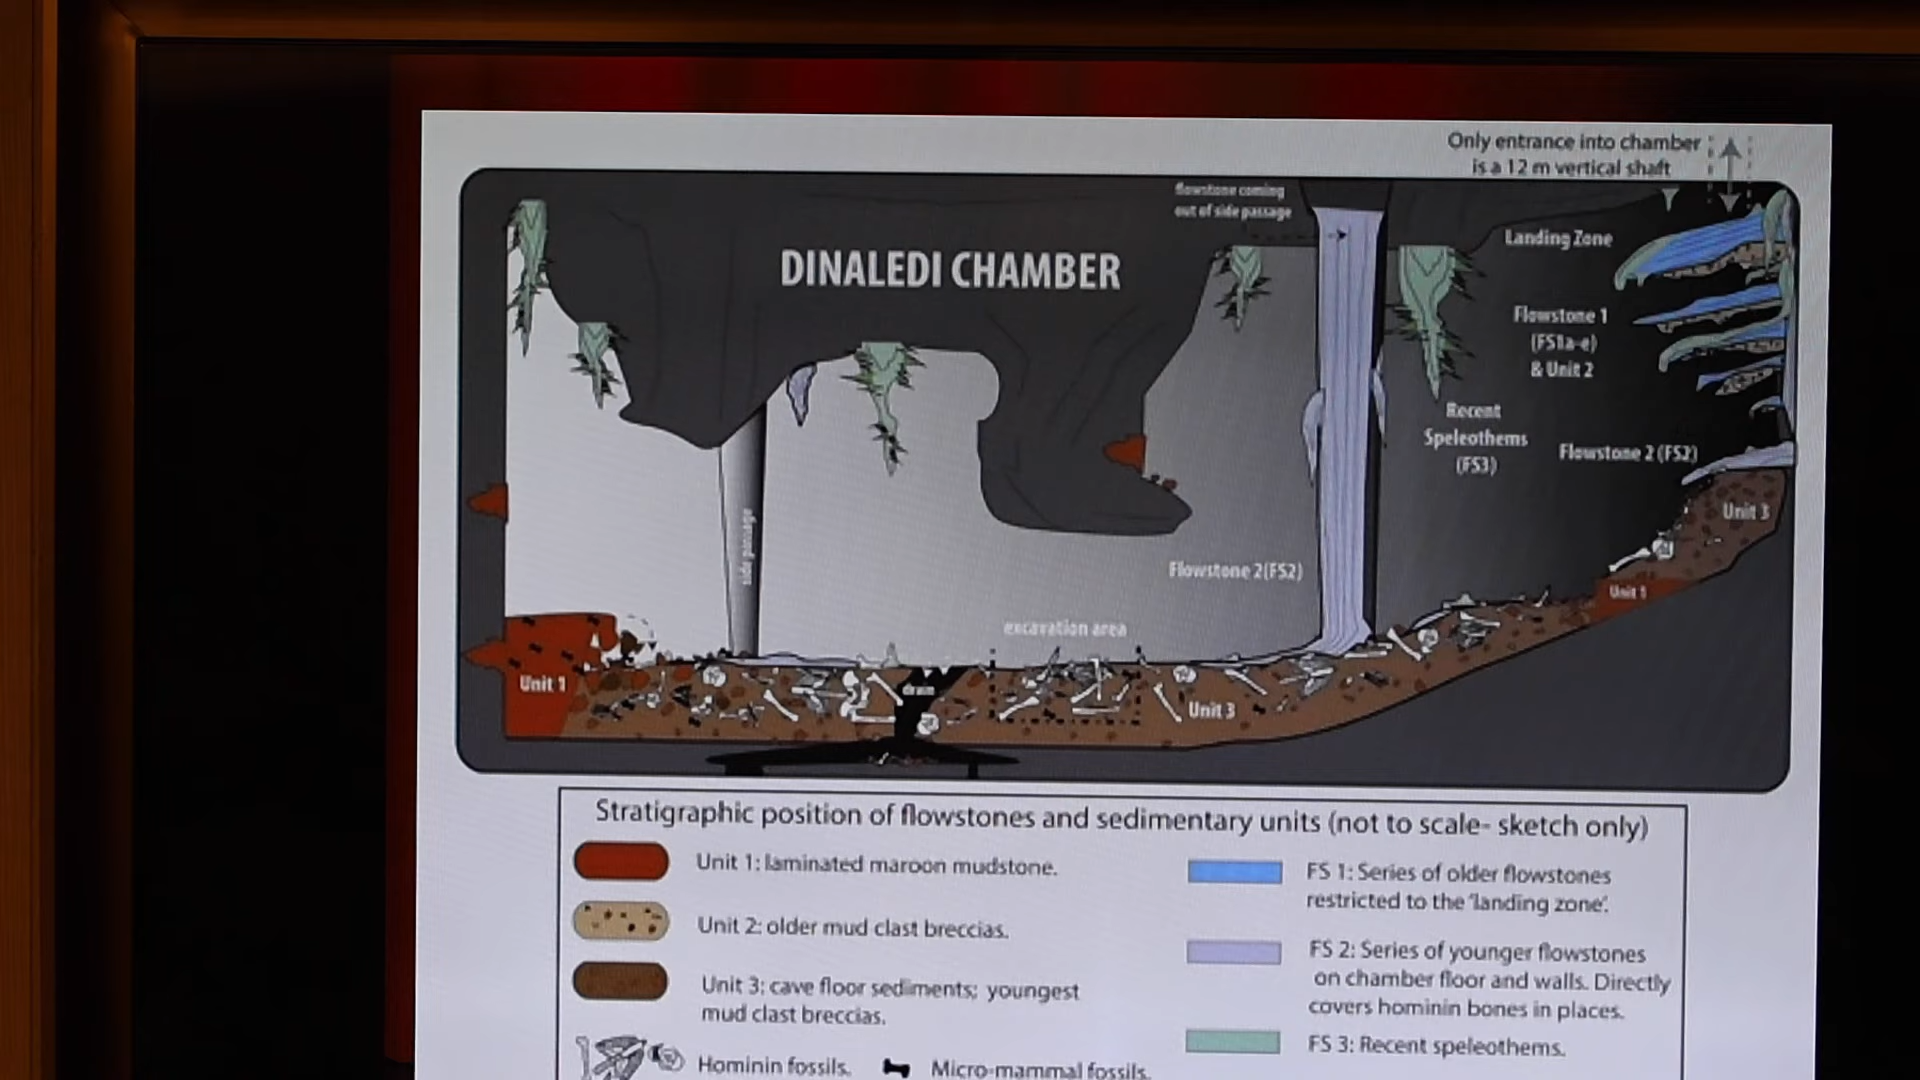 Only entrance into chamber
is a 12 m vertical shaft
flowstone coming
out of side passage
Landing Zone
DINALEDI CHAMBER
Flowstone 1
(FS1a-e)
& Unit 2
Recent
Speleothems
(FS3)
Flowstone 2 (FS2)
Unit 3
side passage
Flowstone 2(FS2)
Unit 1
excavation area
Unit 1
drain
Unit 3
Stratigraphic position of flowstones and sedimentary units (not to scale- sketch only)
Unit 1: laminated maroon mudstone.
Unit 2: older mud clast breccias.
Unit 3: cave floor sediments; youngest
mud clast breccias.
Hominin fossils.
Micro-mammal fossils.
FS 1: Series of older flowstones
restricted to the 'landing zone'.
FS 2: Series of younger flowstones
on chamber floor and walls. Directly
covers hominin bones in places.
FS 3: Recent speleothems.